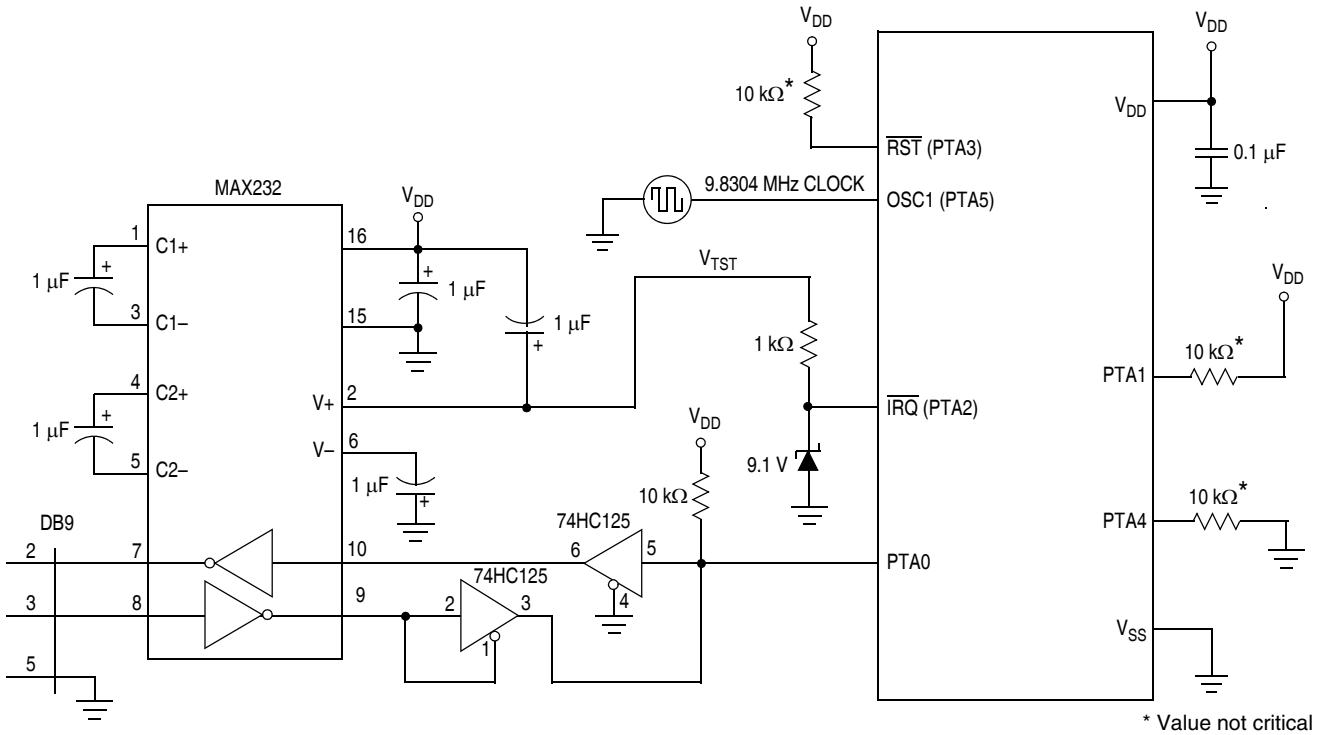 VDD
VDD
10 kΩ*
VDD
RST (PTA3)
0.1 μF
MAX232
9.8304 MHz CLOCK
OSC1 (PTA5)
VDD
1
C1+
16
1 μF
+
+
1 μF
VTST
VDD
3
C1–
15
+
1 μF
1 kΩ
10 kΩ*
PTA1
4
C2+
V+
2
IRQ (PTA2)
1 μF
+
VDD
V–
6
9.1 V
5
C2–
1 μF
+
10 kΩ
10 kΩ*
DB9
74HC125
PTA4
2
7
10
6
5
PTA0
74HC125
4
3
8
9
2
3
1
VSS
5
* Value not critical